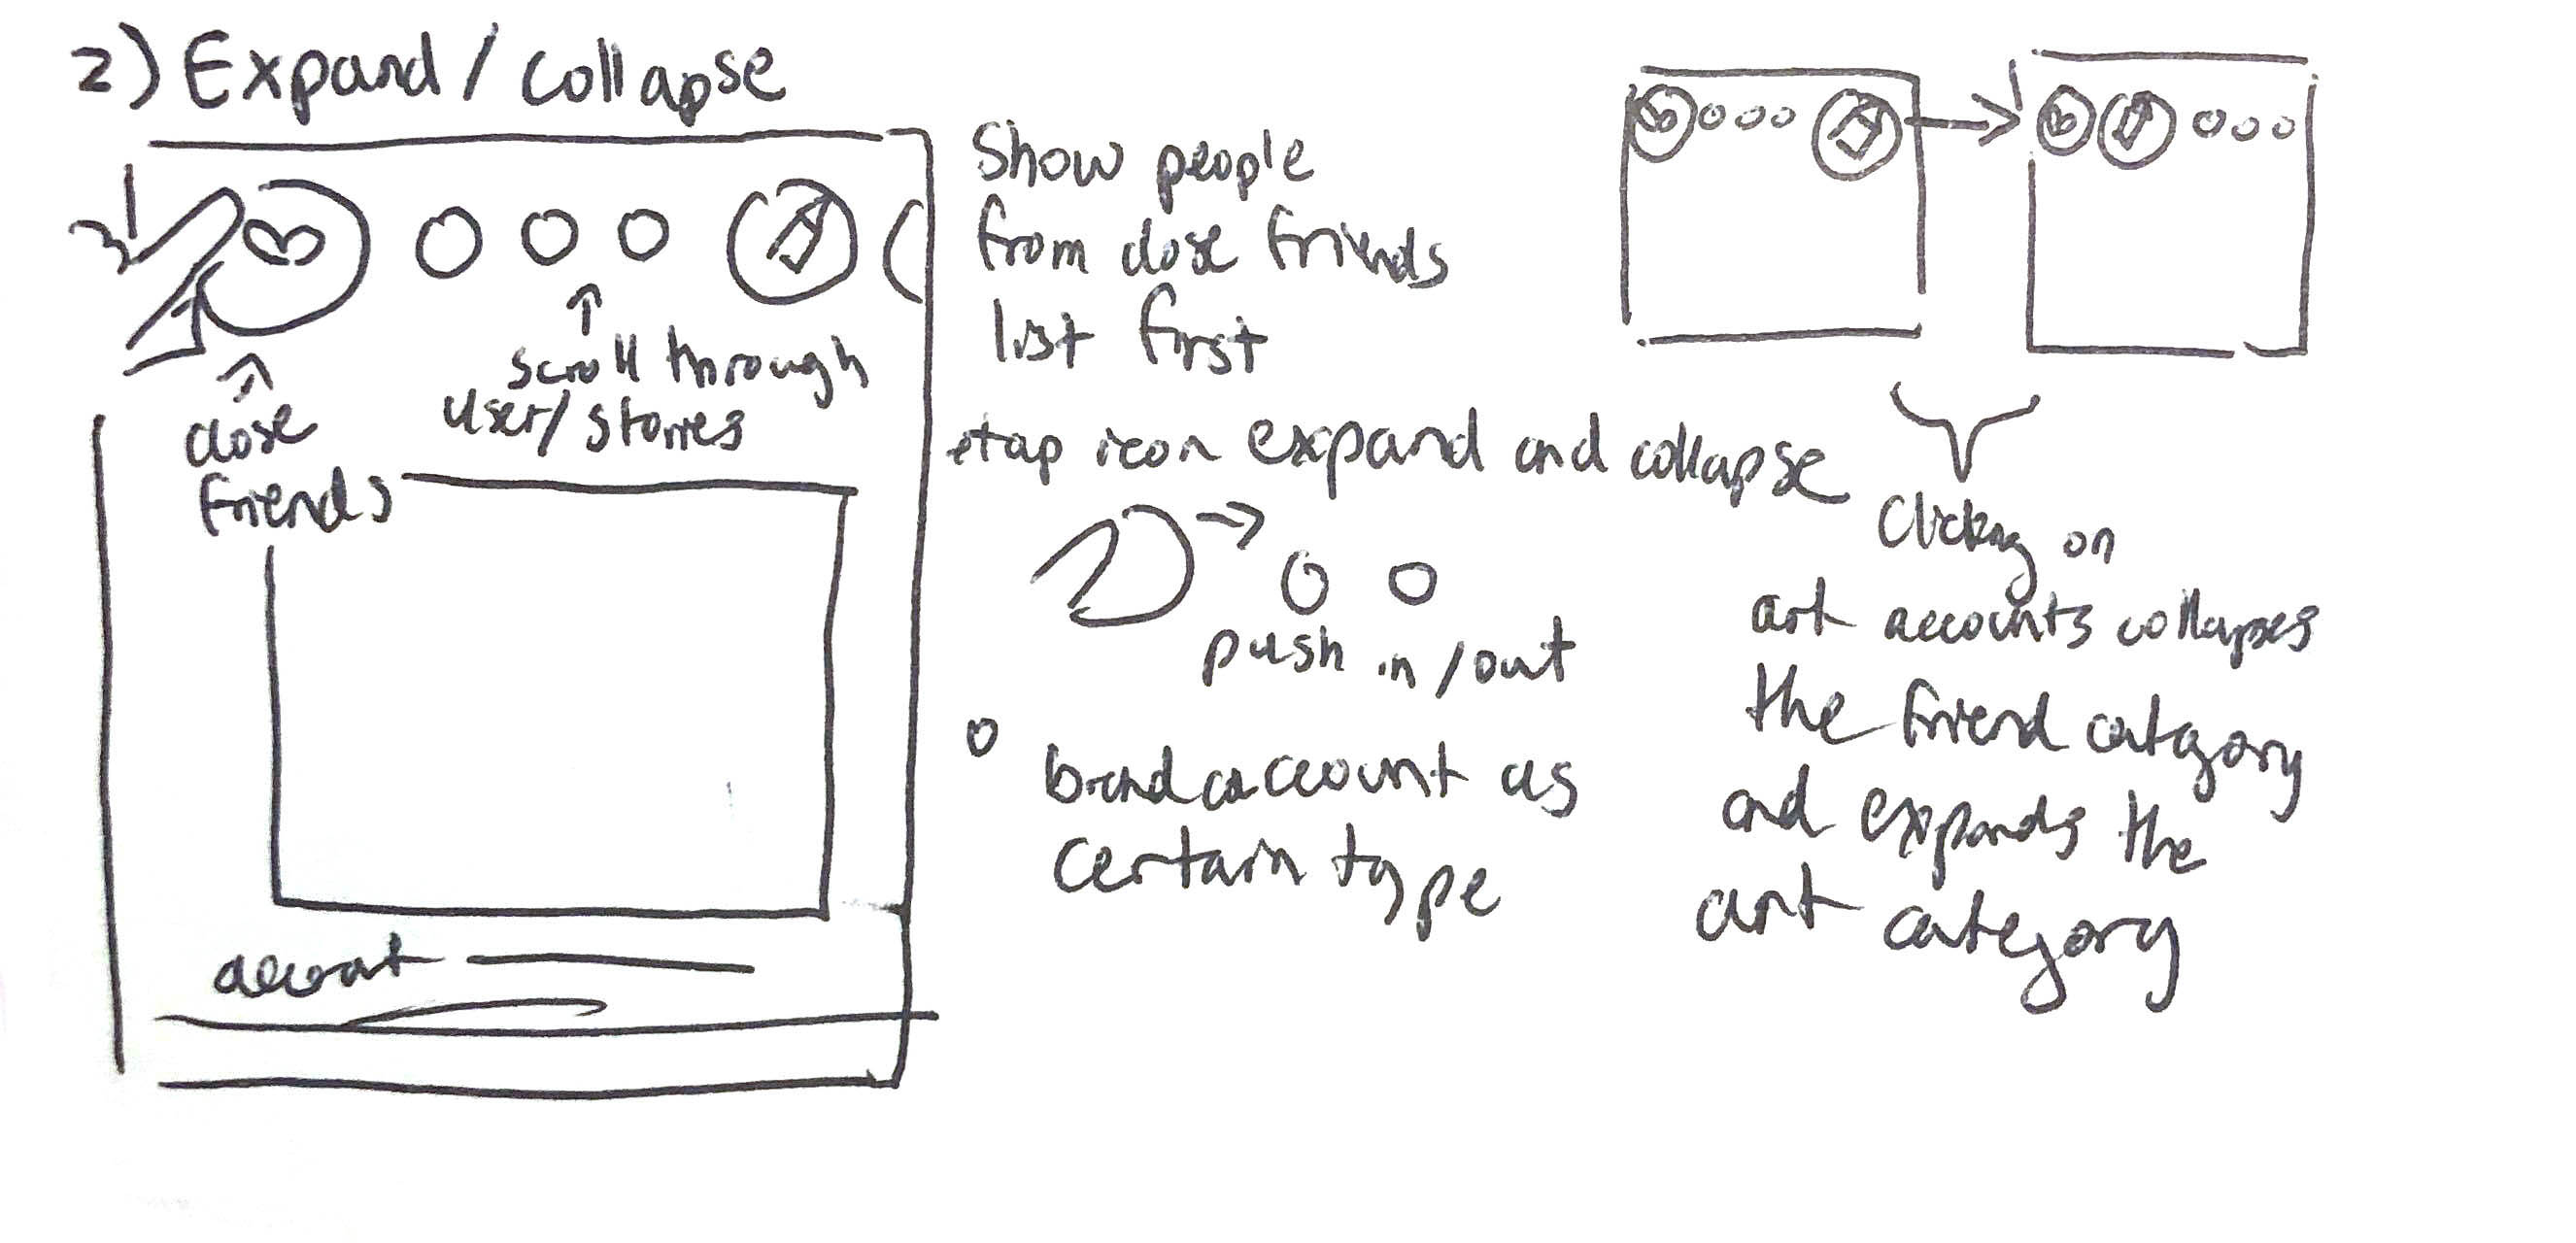 2) Expand / Collapse
close
friends
scroll through
user/ stories
account
Show people
from close friends
list first
tap icon expand and collapse
push in / out
account as
certain type
Clicking on
art accounts collapses
the friend category
and expands the
art category